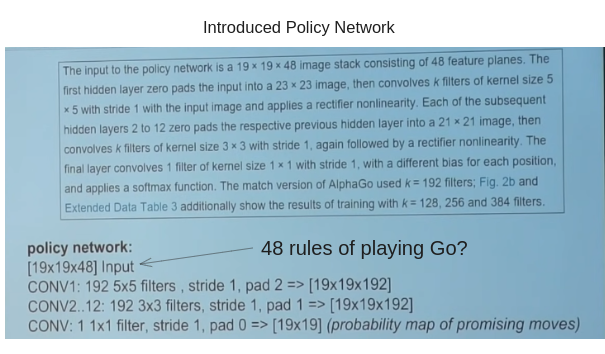 Introduced Policy Network
The input to the policy network is a 19 × 19 × 48 image stack consisting of 48 feature planes. The
first hidden layer zero pads the input into a 23 × 23 image, then convolves k filters of kernel size 5
× 5 with stride 1 with the input image and applies a rectifier nonlinearity. Each of the subsequent
hidden layers 2 to 12 zero pads the respective previous hidden layer into a 21 × 21 image, then
convolves k filters of kernel size 3 × 3 with stride 1, again followed by a rectifier nonlinearity. The
final layer convolves 1 filter of kernel size 1 × 1 with stride 1, with a different bias for each position,
and applies a softmax function. The match version of AlphaGo used k = 192 filters; Fig. 2b and
Extended Data Table 3 additionally show the results of training with k = 128, 256 and 384 filters.
policy network:
48 rules of playing Go?
[19x19x48] Input
CONV1: 192 5x5 filters , stride 1, pad 2 => [19x19x192]
CONV2..12: 192 3x3 filters, stride 1, pad 1 => [19x19x192]
CONV: 1 1x1 filter, stride 1, pad 0 => [19x19] (probability map of promising moves)